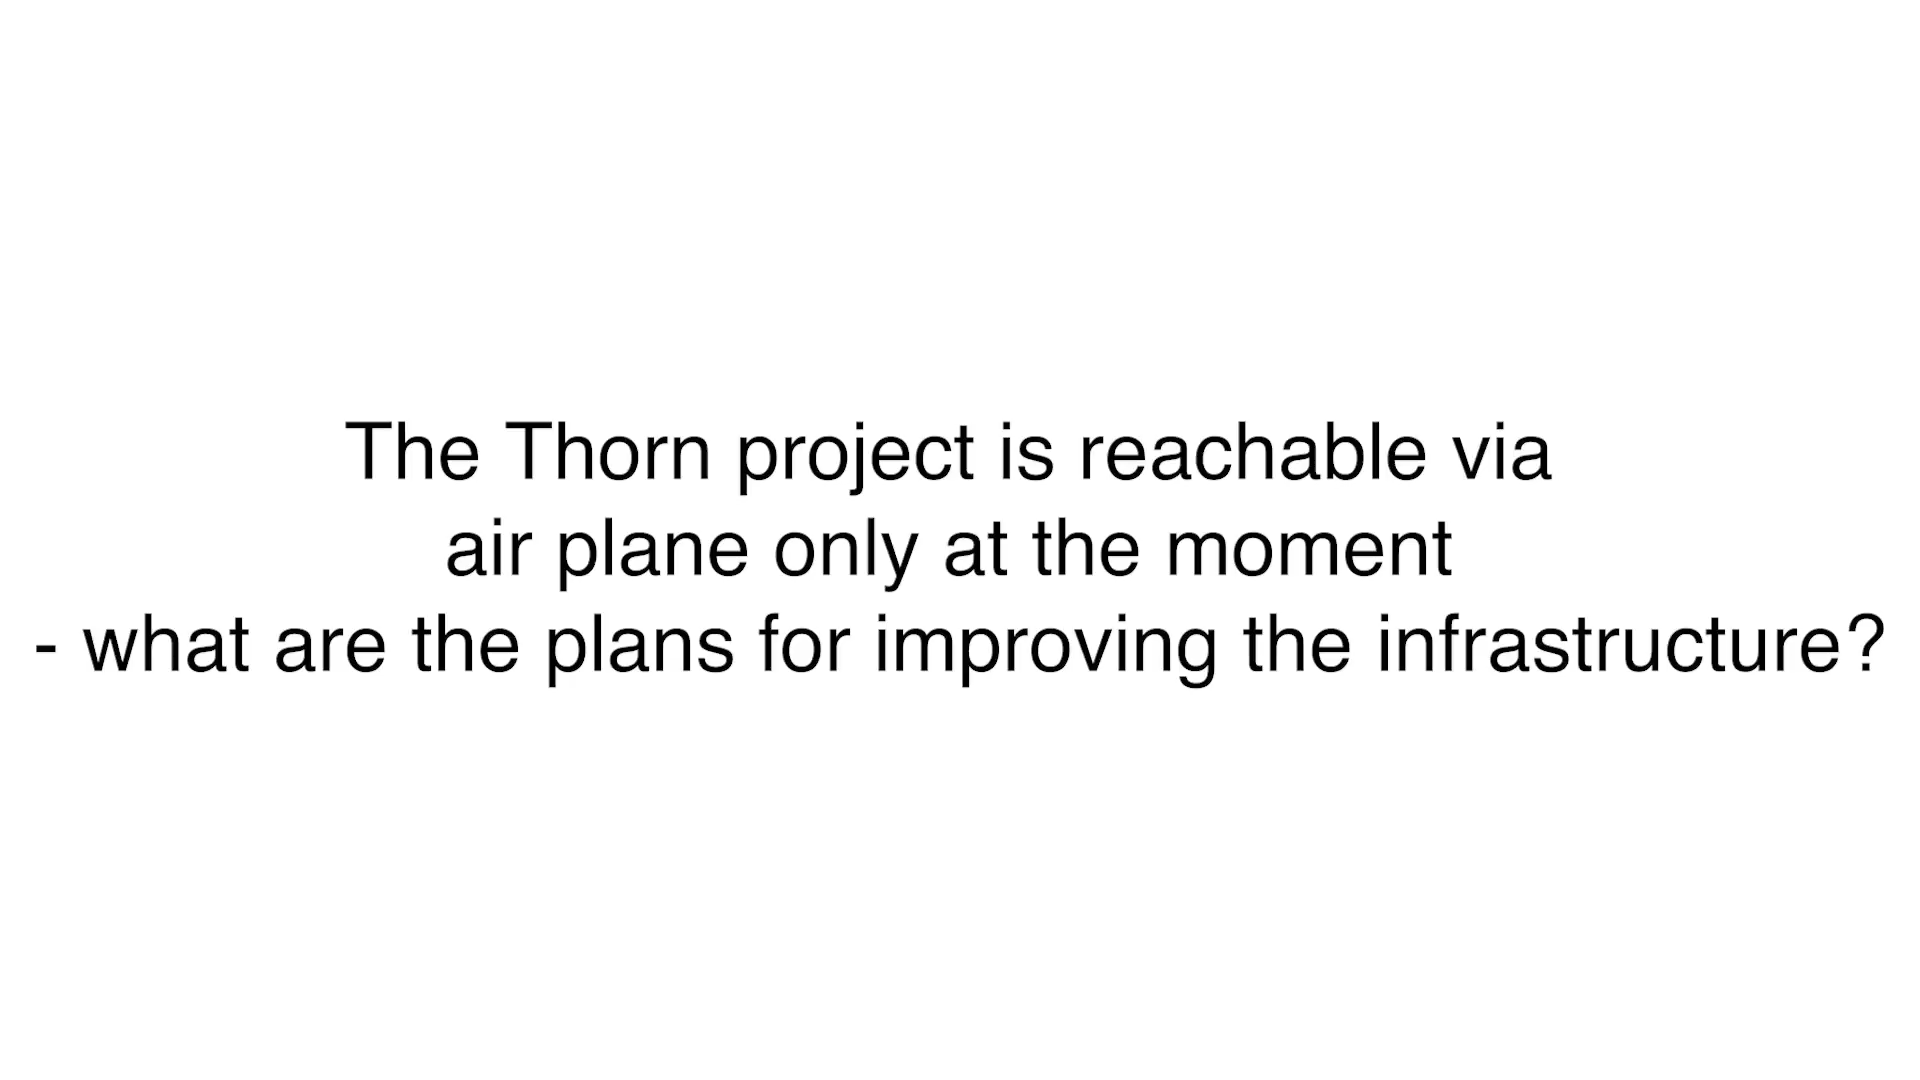 The Thorn project is reachable via
air plane only at the moment
- what are the plans for improving the infrastructure?